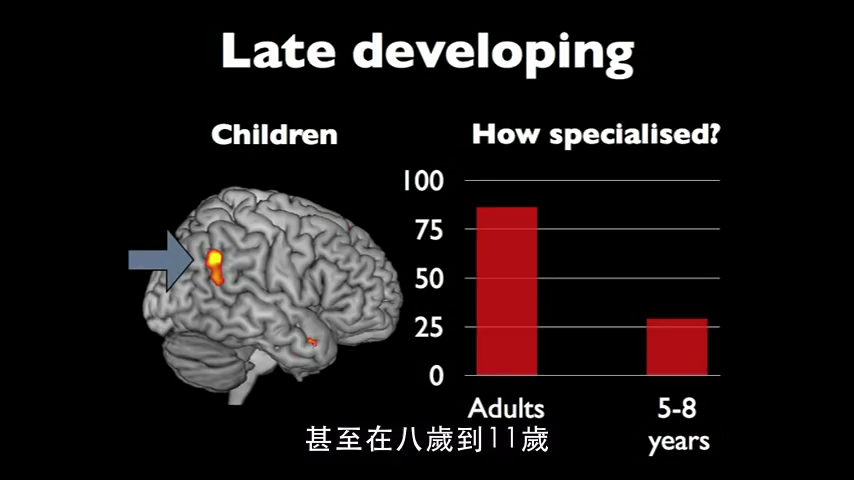 Late developing
Children
How specialised?
100
75
50
25
0
Adults
5-8
years
甚至在八歲到11歲